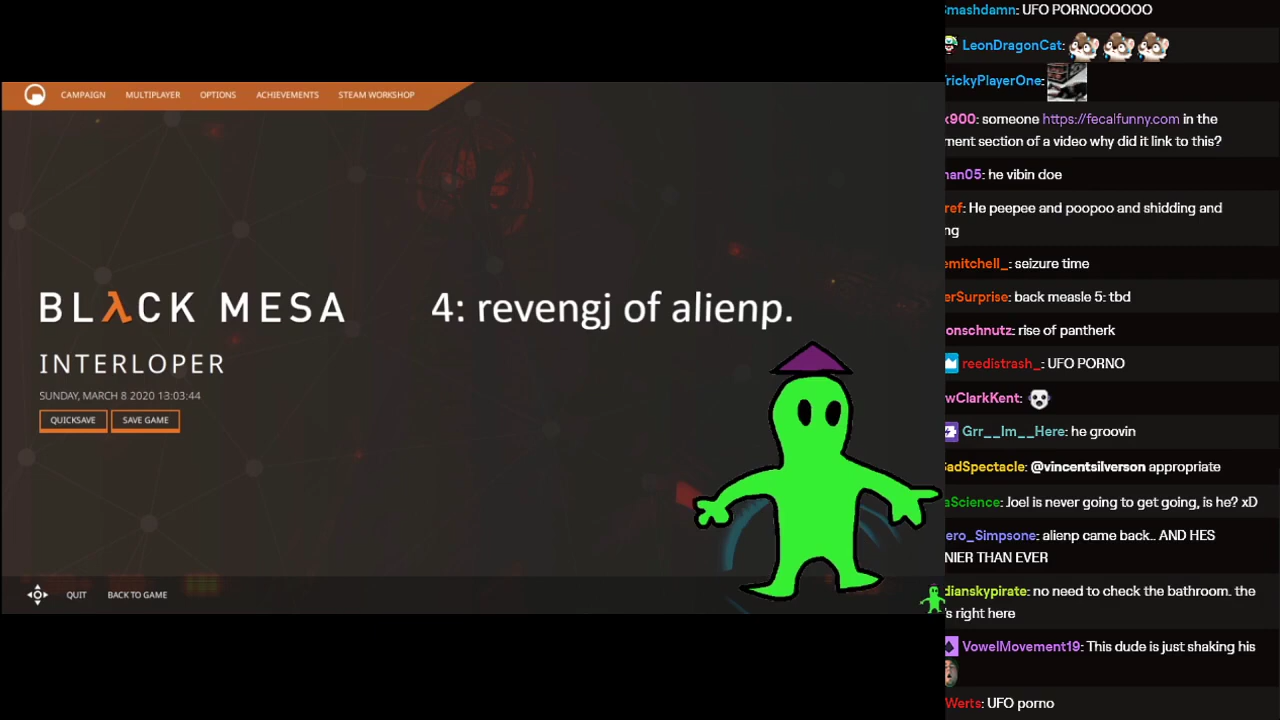 CAMPAIGN MULTIPLAYER OPTIONS ACHIEVEMENTS STEAM WORKSHOP
BLΛCK MESA
4: revengj of alienp.
INTERLOPER
SUNDAY, MARCH 8 2020 13:03:44
QUICKSAVE SAVE GAME
QUIT BACK TO GAME
Smashdamn: UFO PORNOOOOOO
LeonDragonCat:
TrickyPlayerOne:
x900: someone https://fecalfunny.com in the
ment section of a video why did it link to this?
nan05: he vibin doe
ref: He peepee and poopoo and shidding and
ng
emitchell_: seizure time
erSurprise: back measle 5: tbd
onschnutz: rise of pantherk
reedistrash_: UFO PORNO
wClarkKent:
Grr__Im__Here: he groovin
SadSpectacle: @vincentsilverson appropriate
aScience: Joel is never going to get going, is he? xD
ero_Simpsone: alienp came back.. AND HES
NIER THAN EVER
dianskypirate: no need to check the bathroom. the
's right here
VowelMovement19: This dude is just shaking his
Werts: UFO porno